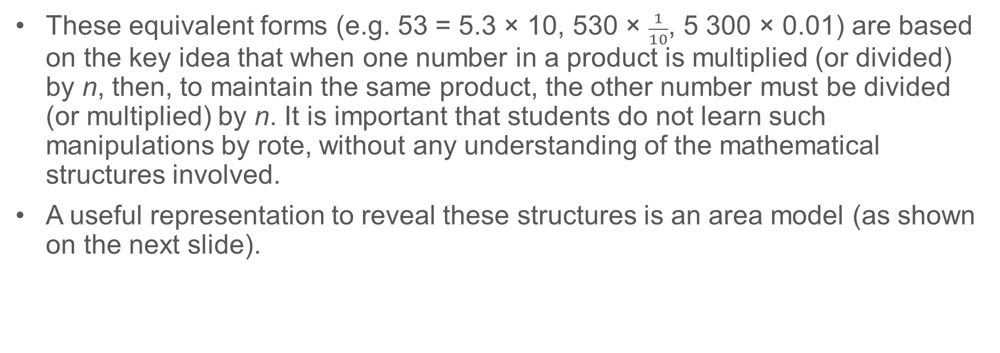 • These equivalent forms (e.g. 53 = 5.3 × 10, 530 × 1/10, 5 300 × 0.01) are based
on the key idea that when one number in a product is multiplied (or divided)
by n, then, to maintain the same product, the other number must be divided
(or multiplied) by n. It is important that students do not learn such
manipulations by rote, without any understanding of the mathematical
structures involved.
• A useful representation to reveal these structures is an area model (as shown
on the next slide).